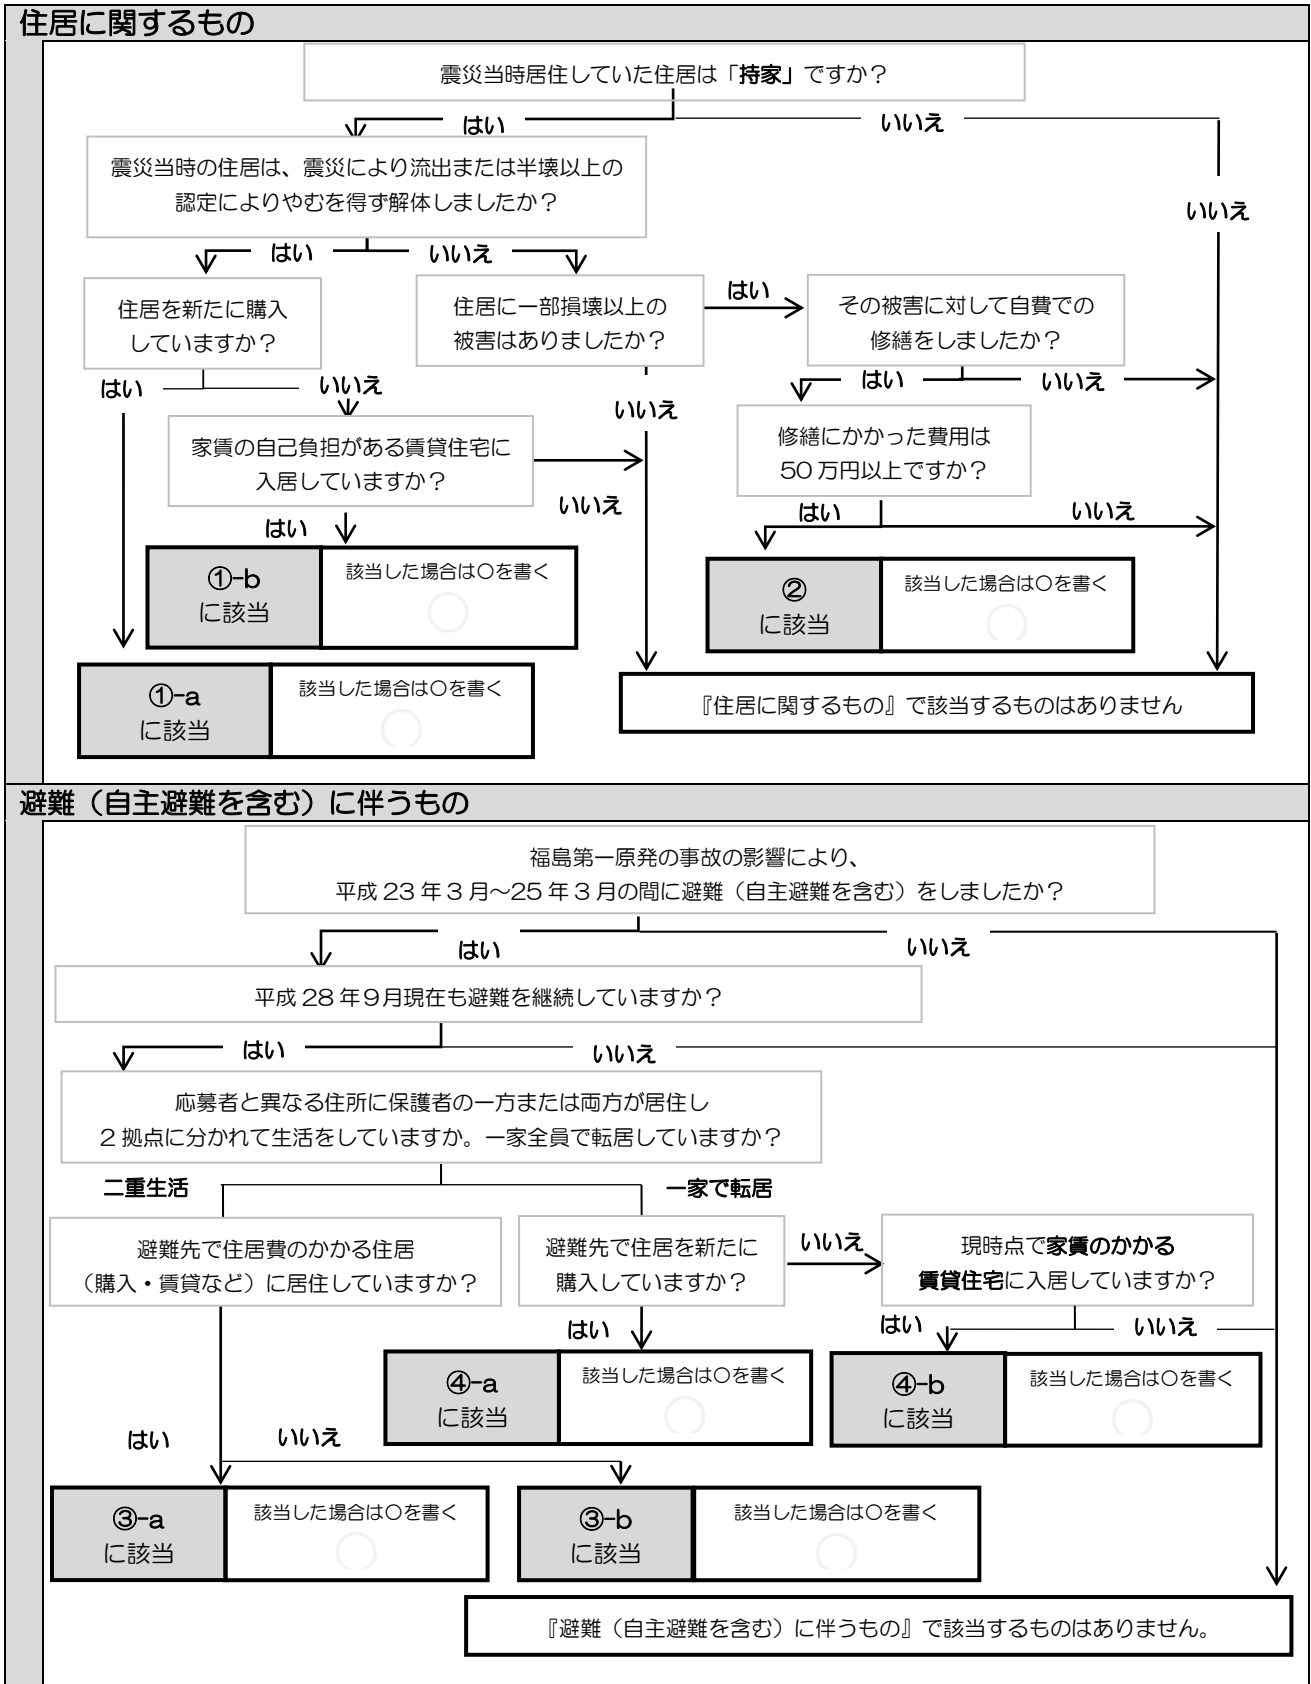 住居に関するもの
震災当時居住していた住居は「持家」ですか？
はい
いいえ
震災当時の住居は、震災により流出または半壊以上の
認定によりやむを得ず解体しましたか？
いいえ
はい
いいえ
住居を新たに購入
していますか？
住居に一部損壊以上の
被害はありましたか？
はい
その被害に対して自費での
修繕をしましたか？
はい
いいえ
いいえ
はい
いいえ
家賃の自己負担がある賃貸住宅に
入居していますか？
修繕にかかった費用は
50 万円以上ですか？
いいえ
はい
はい
いいえ
①-b
に該当
該当した場合は○を書く
②
に該当
該当した場合は○を書く
①-a
に該当
該当した場合は○を書く
『住居に関するもの』で該当するものはありません
避難（自主避難を含む）に伴うもの
福島第一原発の事故の影響により、
平成 23 年 3 月～25 年 3 月の間に避難（自主避難を含む）をしましたか？
はい
いいえ
平成 28 年９月現在も避難を継続していますか？
はい
いいえ
応募者と異なる住所に保護者の一方または両方が居住し
2 拠点に分かれて生活をしていますか。一家全員で転居していますか？
二重生活
一家で転居
避難先で住居費のかかる住居
（購入・賃貸など）に居住していますか？
避難先で住居を新たに
購入していますか？
いいえ
現時点で家賃のかかる
賃貸住宅に入居していますか？
はい
はい
いいえ
④-a
に該当
該当した場合は○を書く
④-b
に該当
該当した場合は○を書く
はい
いいえ
③-a
に該当
該当した場合は○を書く
③-b
に該当
該当した場合は○を書く
『避難（自主避難を含む）に伴うもの』で該当するものはありません。